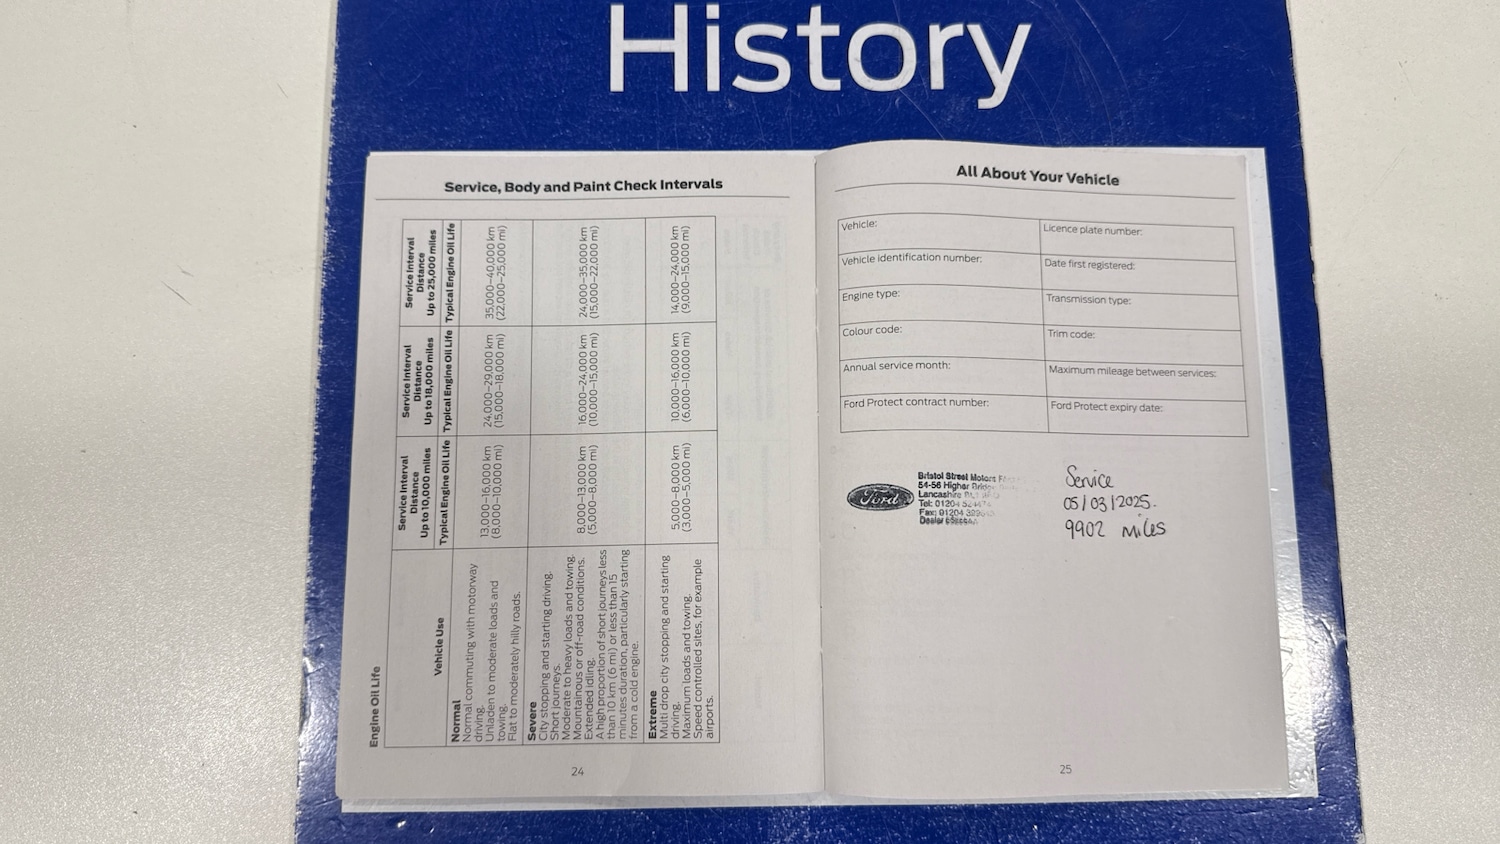 History
Service, Body and Paint Check Intervals
Engine Oil Life
Vehicle Use
Service Interval
Distance
Up to 10,000 miles
Service Interval
Distance
Up to 18,000 miles
Service Interval
Distance
Up to 25,000 miles
Typical Engine Oil Life
Typical Engine Oil Life
Typical Engine Oil Life
Normal
Normal commuting with motorway
driving.
Unladen to moderate loads and
towing.
Flat to moderately hilly roads.
13,000–16,000 km
(8,000–10,000 mi)
24,000–29,000 km
(15,000–18,000 mi)
35,000–40,000 km
(22,000–25,000 mi)
Severe
City stopping and starting driving.
Short journeys.
Moderate to heavy loads and towing.
Mountainous or off-road conditions.
Extended idling.
A high proportion of short journeys less
than 10 km (6 mi) or less than 15
minutes duration, particularly starting
from a cold engine.
8,000–13,000 km
(5,000–8,000 mi)
16,000–24,000 km
(10,000–15,000 mi)
24,000–35,000 km
(15,000–22,000 mi)
Extreme
Multi drop city stopping and starting
driving.
Maximum loads and towing.
Speed controlled sites, for example
airports.
5,000–8,000 km
(3,000–5,000 mi)
10,000–16,000 km
(6,000–10,000 mi)
14,000–24,000 km
(9,000–15,000 mi)
24
All About Your Vehicle
Vehicle:
Licence plate number:
Vehicle identification number:
Date first registered:
Engine type:
Transmission type:
Colour code:
Trim code:
Annual service month:
Maximum mileage between services:
Ford Protect contract number:
Ford Protect expiry date:
Ford
Bristol Street Motors
54-56 Higher Bridge
Lancashire
Tel: 01204
Fax: 01204
Dealer
Service
05/03/2025.
9902 miles
25